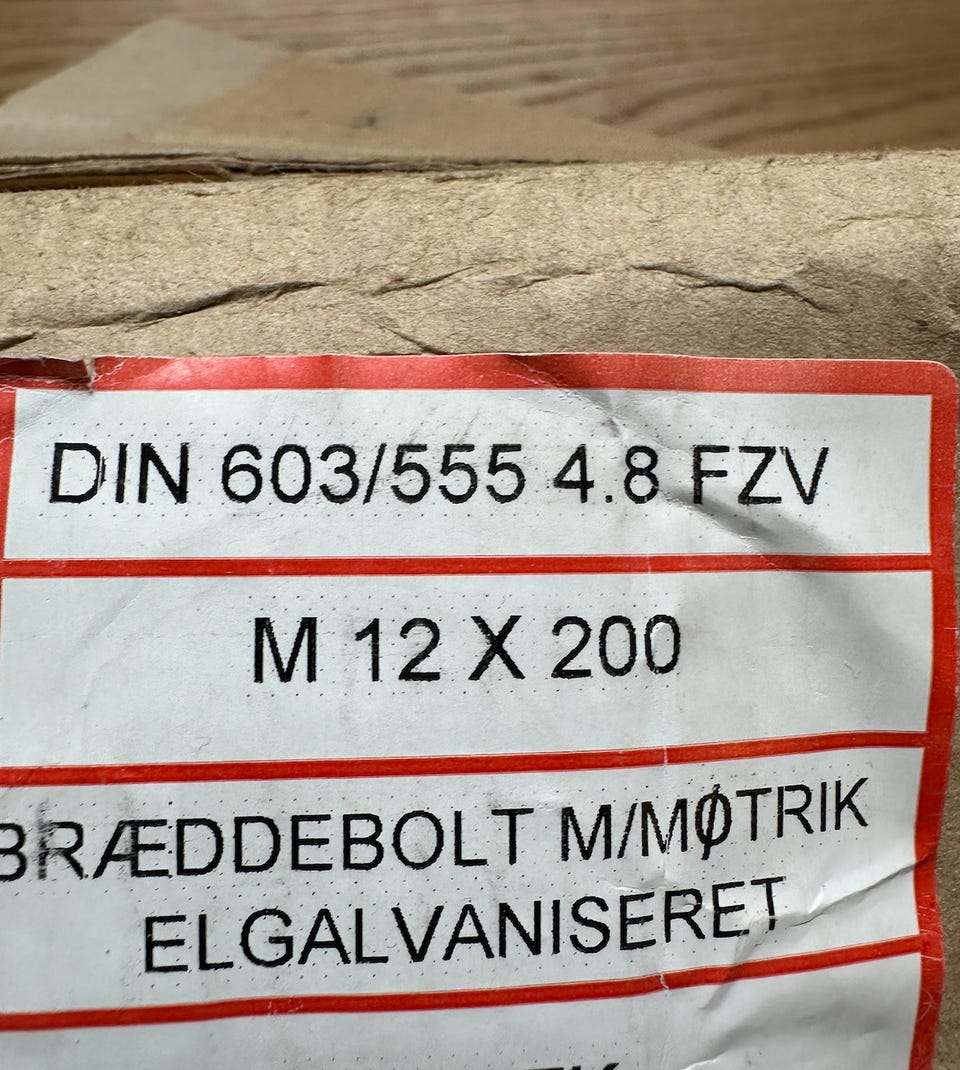 DIN 603/555 4.8 FZV
M 12 X 200
BRÆDDEBOLT M/MØTRIK
ELGALVANISERET